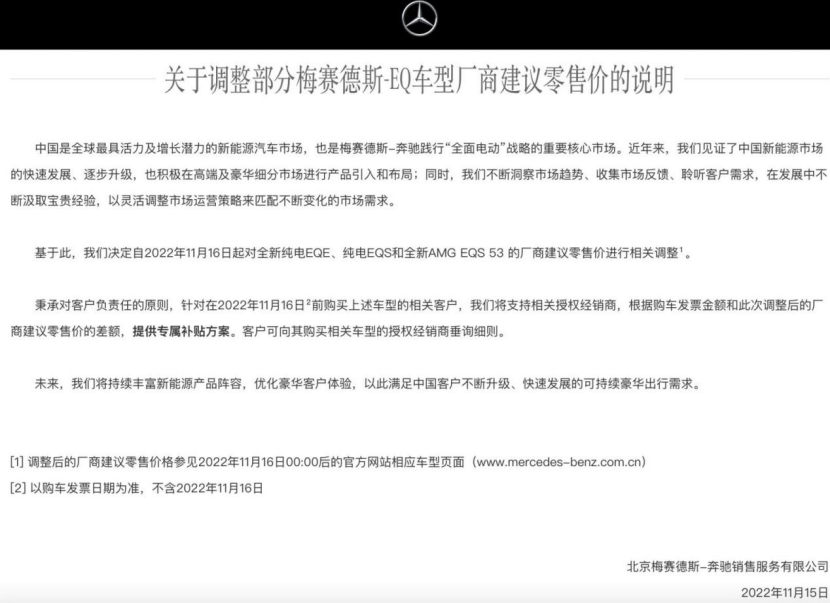 关于调整部分梅赛德斯-EQ车型厂商建议零售价的说明
中国是全球最具活力及增长潜力的新能源汽车市场，也是梅赛德斯-奔驰践行“全面电动”战略的重要核心市场。近年来，我们见证了中国新能源市场
的快速发展、逐步升级，也积极在高端及豪华细分市场进行产品引入和布局；同时，我们不断洞察市场趋势、收集市场反馈、聆听客户需求，在发展中不
断汲取宝贵经验，以灵活调整市场运营策略来匹配不断变化的市场需求。
基于此，我们决定自2022年11月16日起对全新纯电EQE、纯电EQS和全新AMG EQS 53 的厂商建议零售价进行相关调整¹。
秉承对客户负责任的原则，针对在2022年11月16日²前购买上述车型的相关客户，我们将支持相关授权经销商，根据购车发票金额和此次调整后的厂
商建议零售价的差额，提供专属补贴方案。客户可向其购买相关车型的授权经销商垂询细则。
未来，我们将持续丰富新能源产品阵容，优化豪华客户体验，以此满足中国客户不断升级、快速发展的可持续豪华出行需求。
[1] 调整后的厂商建议零售价格参见2022年11月16日00:00后的官方网站相应车型页面（www.mercedes-benz.com.cn）
[2] 以购车发票日期为准，不含2022年11月16日
北京梅赛德斯-奔驰销售服务有限公司
2022年11月15日